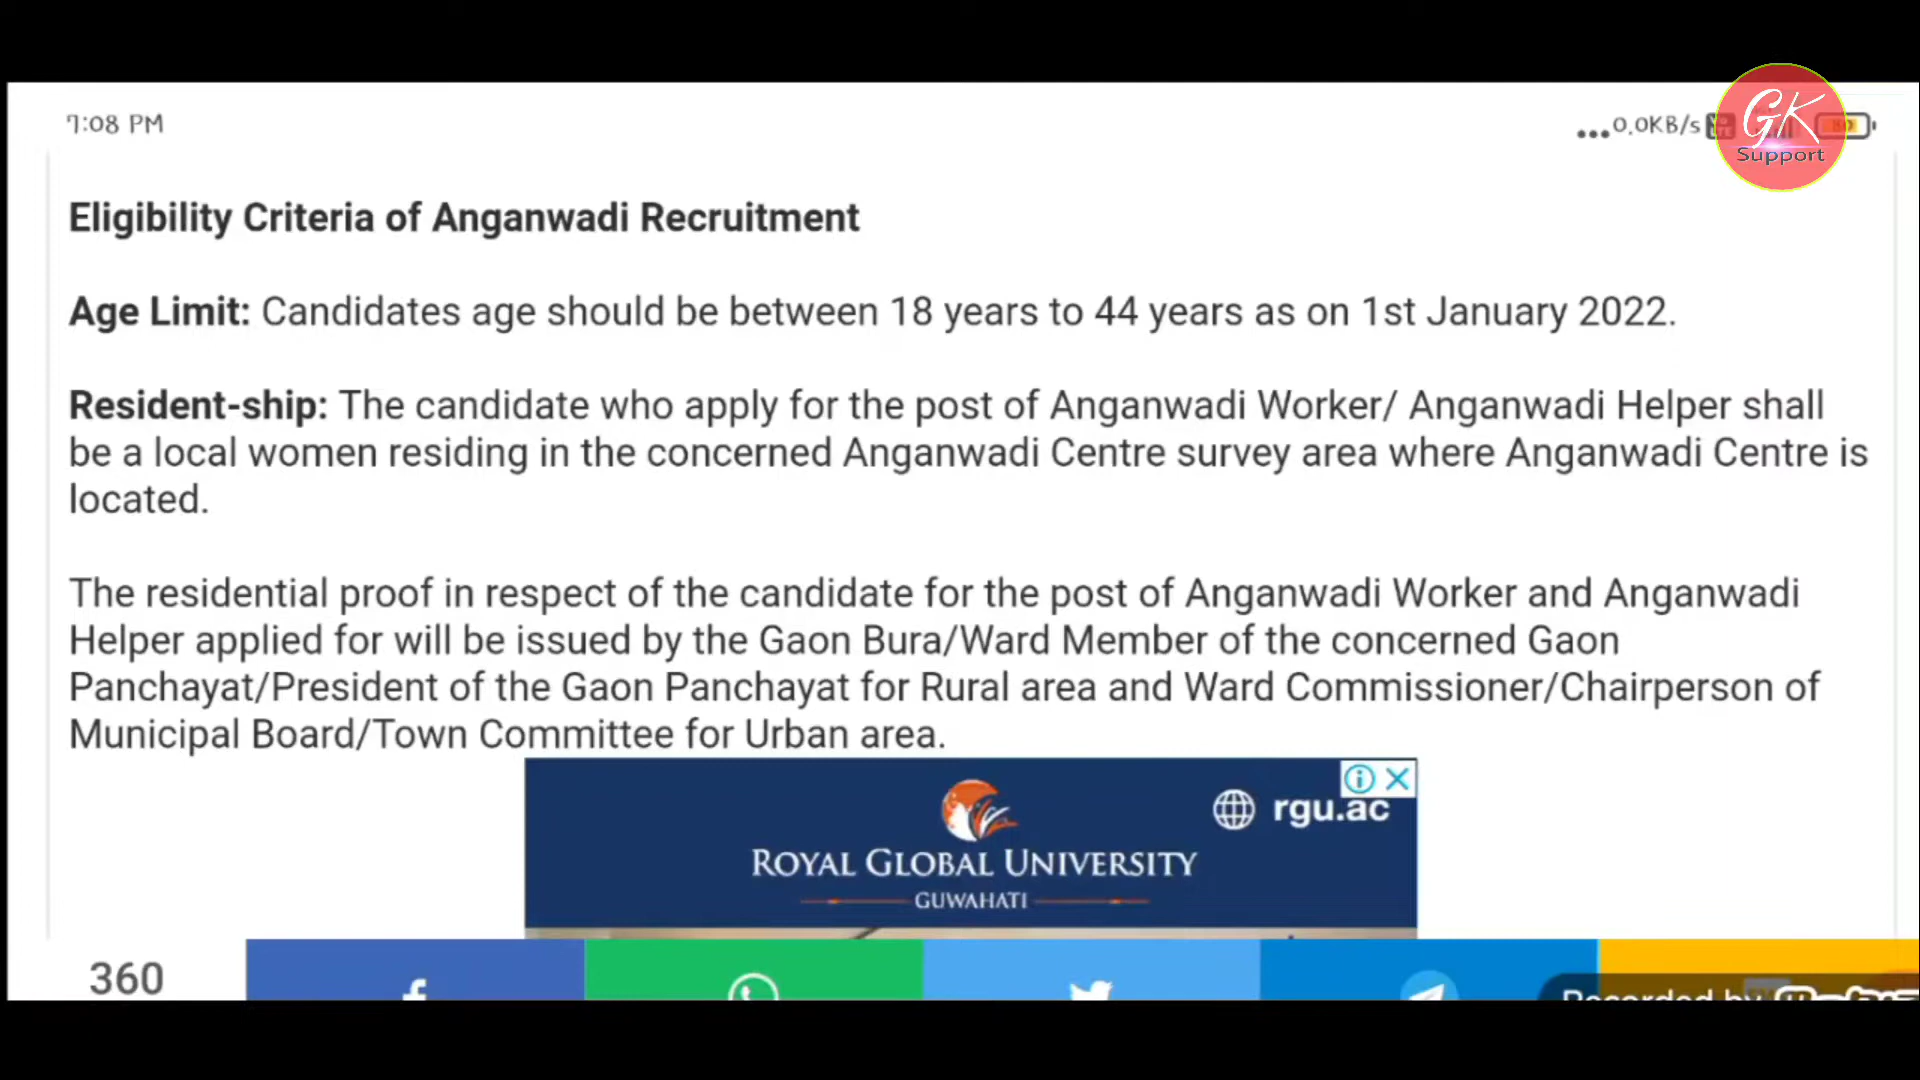 7:08 PM
...0.0KB/s
GK
Support
Eligibility Criteria of Anganwadi Recruitment
Age Limit: Candidates age should be between 18 years to 44 years as on 1st January 2022.
Resident-ship: The candidate who apply for the post of Anganwadi Worker/ Anganwadi Helper shall
be a local women residing in the concerned Anganwadi Centre survey area where Anganwadi Centre is
located.
The residential proof in respect of the candidate for the post of Anganwadi Worker and Anganwadi
Helper applied for will be issued by the Gaon Bura/Ward Member of the concerned Gaon
Panchayat/President of the Gaon Panchayat for Rural area and Ward Commissioner/Chairperson of
Municipal Board/Town Committee for Urban area.
rgu.ac
ROYAL GLOBAL UNIVERSITY
GUWAHATI
360
Recorded by